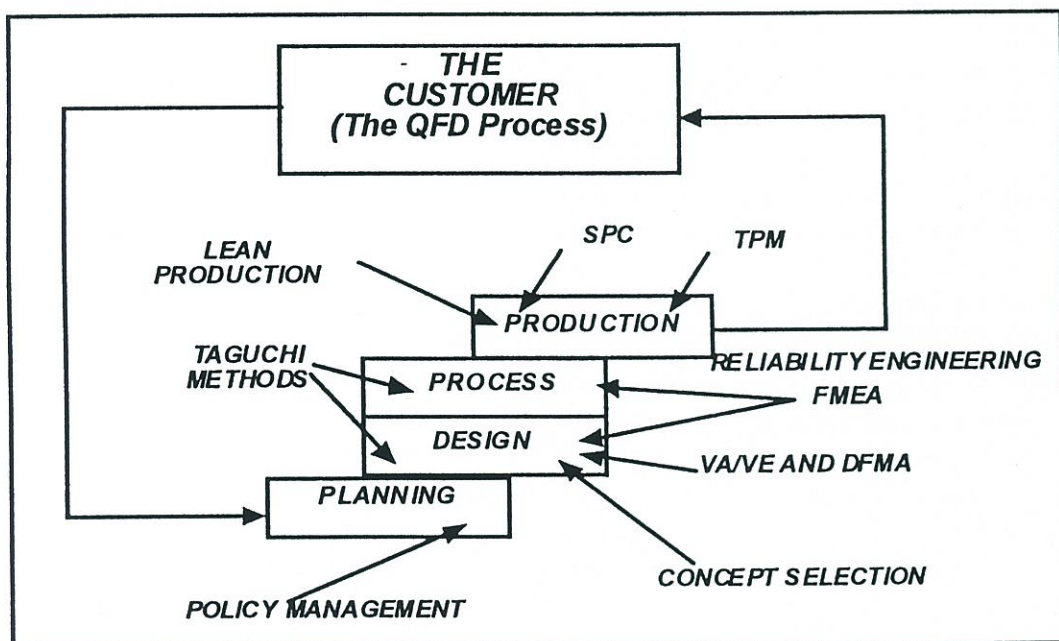 THE
CUSTOMER
(The QFD Process)
SPC
TPM
LEAN
PRODUCTION
PRODUCTION
RELIABILITY ENGINEERING
TAGUCHI
METHODS
PROCESS
FMEA
DESIGN
VA/VE AND DFMA
PLANNING
CONCEPT SELECTION
POLICY MANAGEMENT